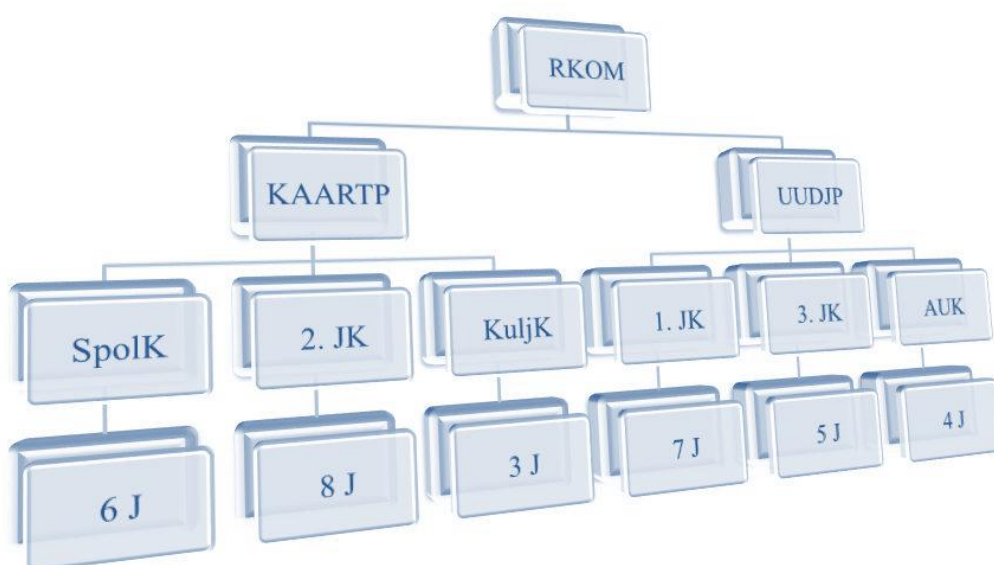 RKOM
KAARTP
UUDJP
SpolK
2. JK
KuljK
1. JK
3. JK
AUK
6 J
8 J
3 J
7 J
5 J
4 J